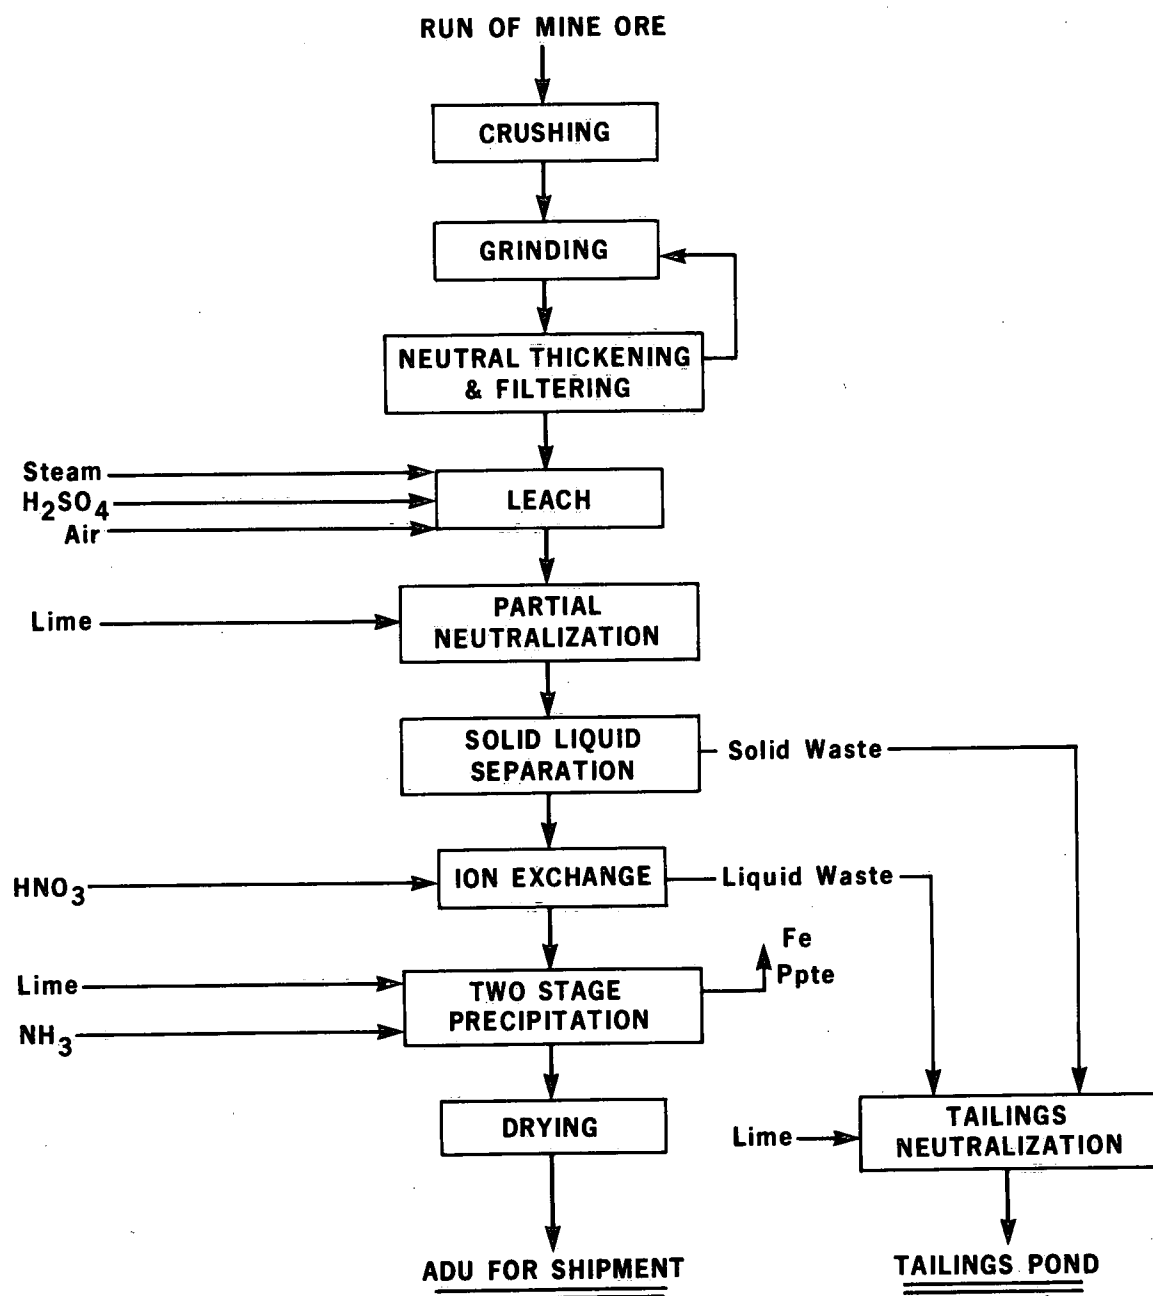 RUN OF MINE ORE
CRUSHING
GRINDING
NEUTRAL THICKENING
& FILTERING
Steam
H2SO4
Air
LEACH
Lime
PARTIAL
NEUTRALIZATION
SOLID LIQUID
SEPARATION
Solid Waste
HNO3
ION EXCHANGE
Liquid Waste
Fe
Ppte
Lime
NH3
TWO STAGE
PRECIPITATION
DRYING
Lime
TAILINGS
NEUTRALIZATION
ADU FOR SHIPMENT
TAILINGS POND